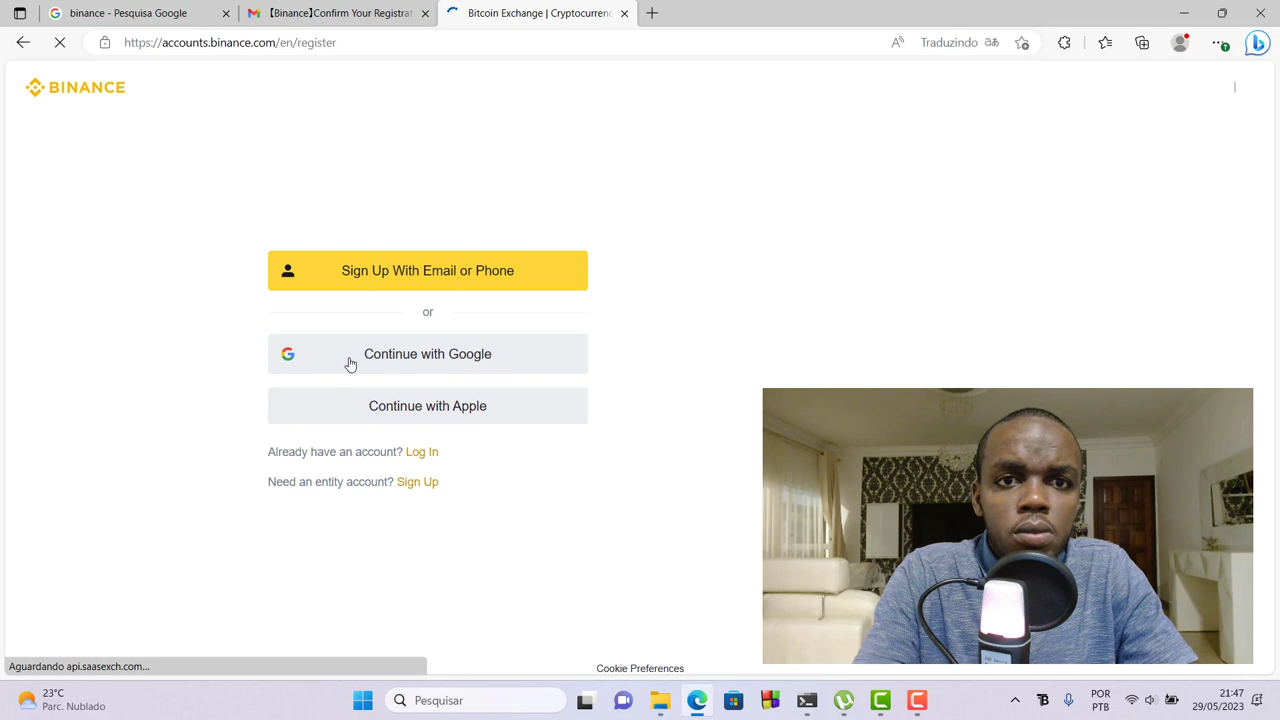 binance - Pesquisa Google
【Binance】Confirm Your Registrat
Bitcoin Exchange | Cryptocurrenc
https://accounts.binance.com/en/register
Traduzindo
BINANCE
Sign Up With Email or Phone
or
Continue with Google
Continue with Apple
Already have an account? Log In
Need an entity account? Sign Up
Aguardando api.saasexch.com...
Cookie Preferences
23°C
Parc. Nublado
Pesquisar
POR
PTB
21:47
29/05/2023